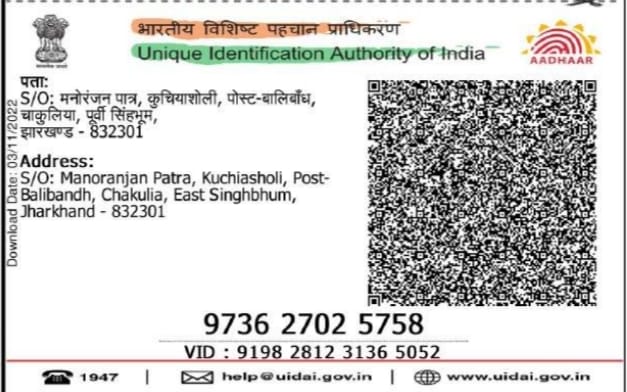 भारतीय विशिष्ट पहचान प्राधिकरण
Unique Identification Authority of India
AADHAAR
पता:
S/O: मनोरंजन पात्र, कुचियाशोली, पोस्ट-बालिबाँध,
चाकुलिया, पूर्वी सिंहभूम,
झारखण्ड - 832301
Address:
S/O: Manoranjan Patra, Kuchiasholi, Post-
Balibandh, Chakulia, East Singhbhum,
Jharkhand - 832301
Download Date: 03/11/2022
9736 2702 5758
VID : 9198 2812 3136 5052
1947 | help@uidai.gov.in | www.uidai.gov.in